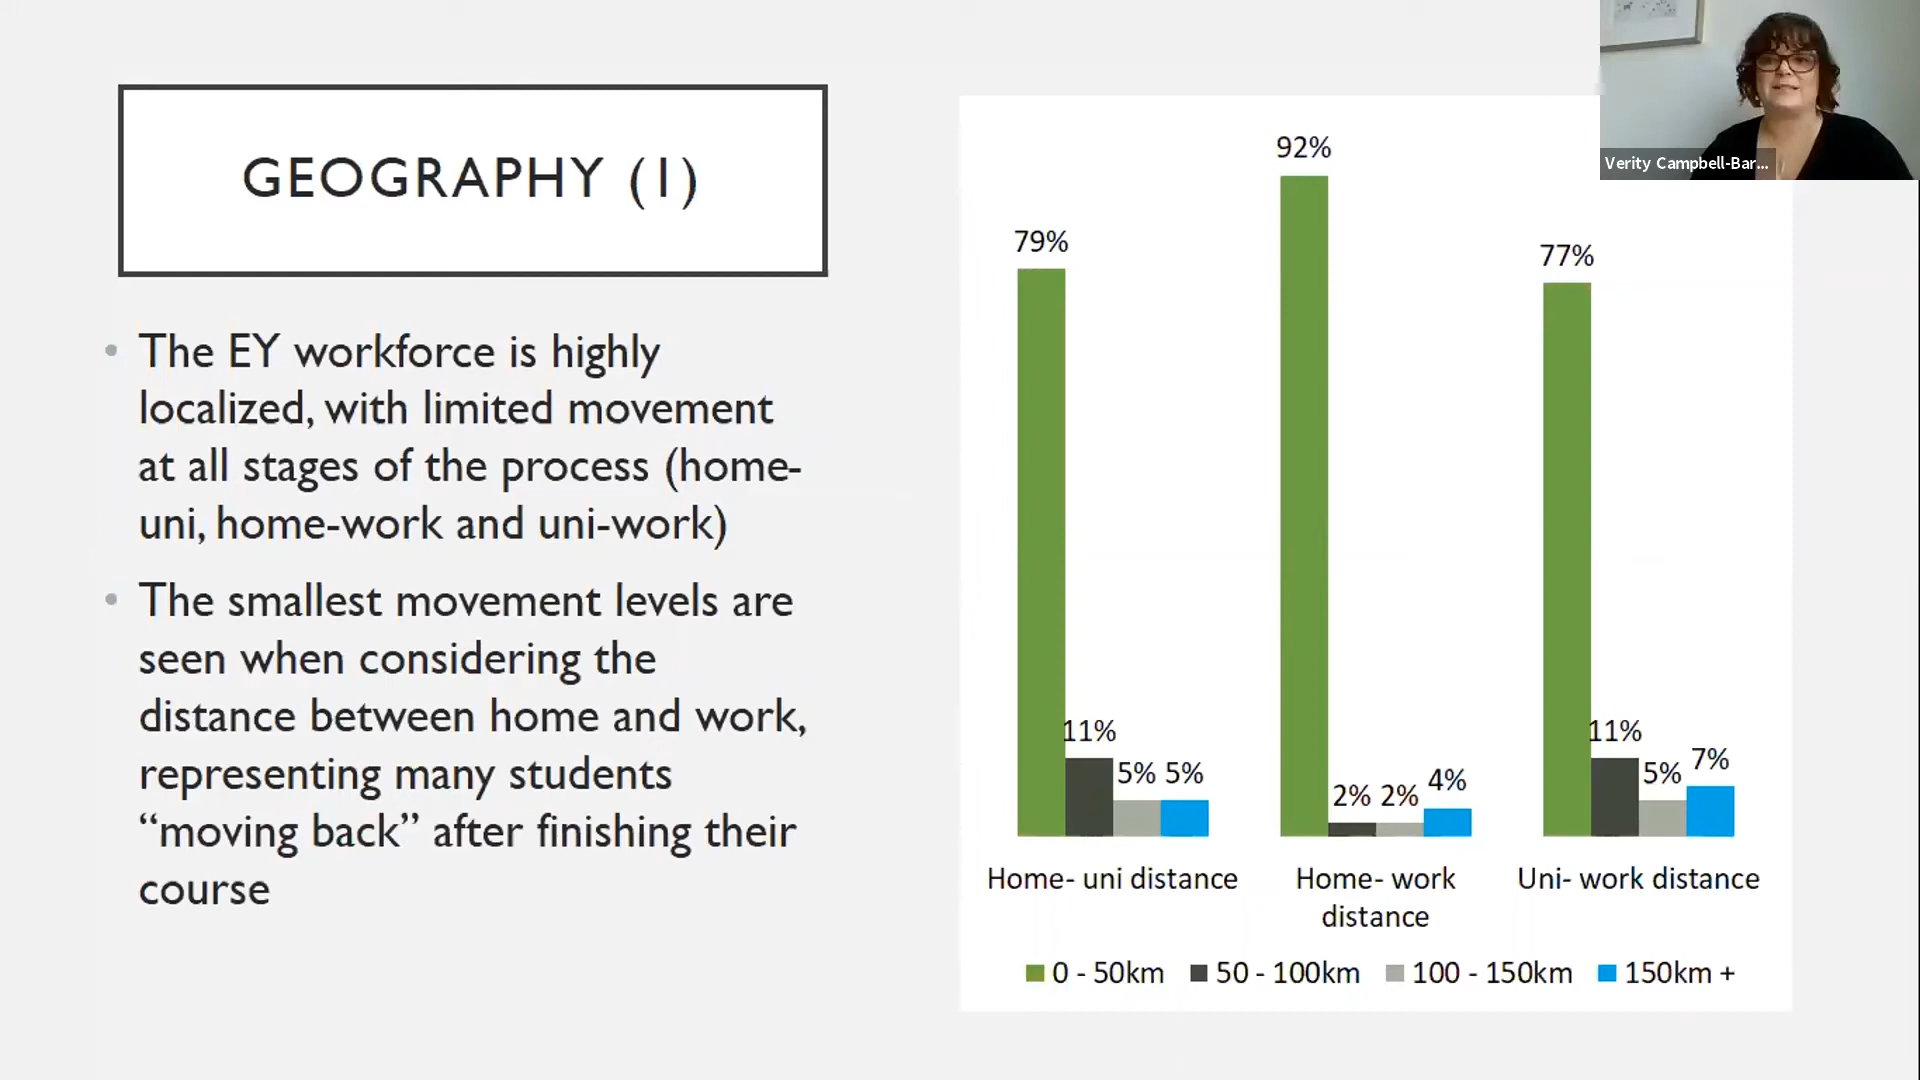 GEOGRAPHY (1)
• The EY workforce is highly
localized, with limited movement
at all stages of the process (home-
uni, home-work and uni-work)
• The smallest movement levels are
seen when considering the
distance between home and work,
representing many students
“moving back” after finishing their
course
79%
11%
5% 5%
Home- uni distance
92%
2% 2% 4%
Home- work
distance
77%
11%
5%
7%
Uni- work distance
0 - 50km 50 - 100km 100 - 150km 150km +
Verity Campbell-Bar...